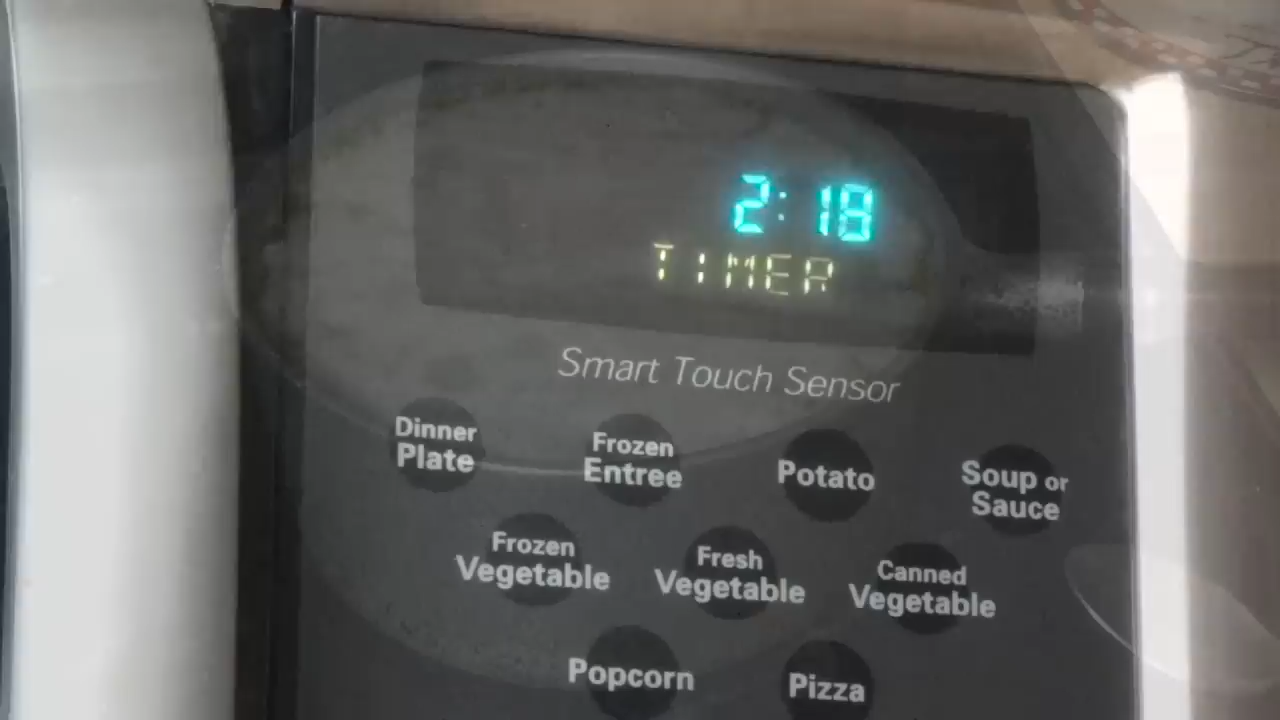 2:18
TIMER
Smart Touch Sensor
Dinner
Plate
Frozen
Entree
Potato
Soup or
Sauce
Frozen
Vegetable
Fresh
Vegetable
Canned
Vegetable
Popcorn
Pizza